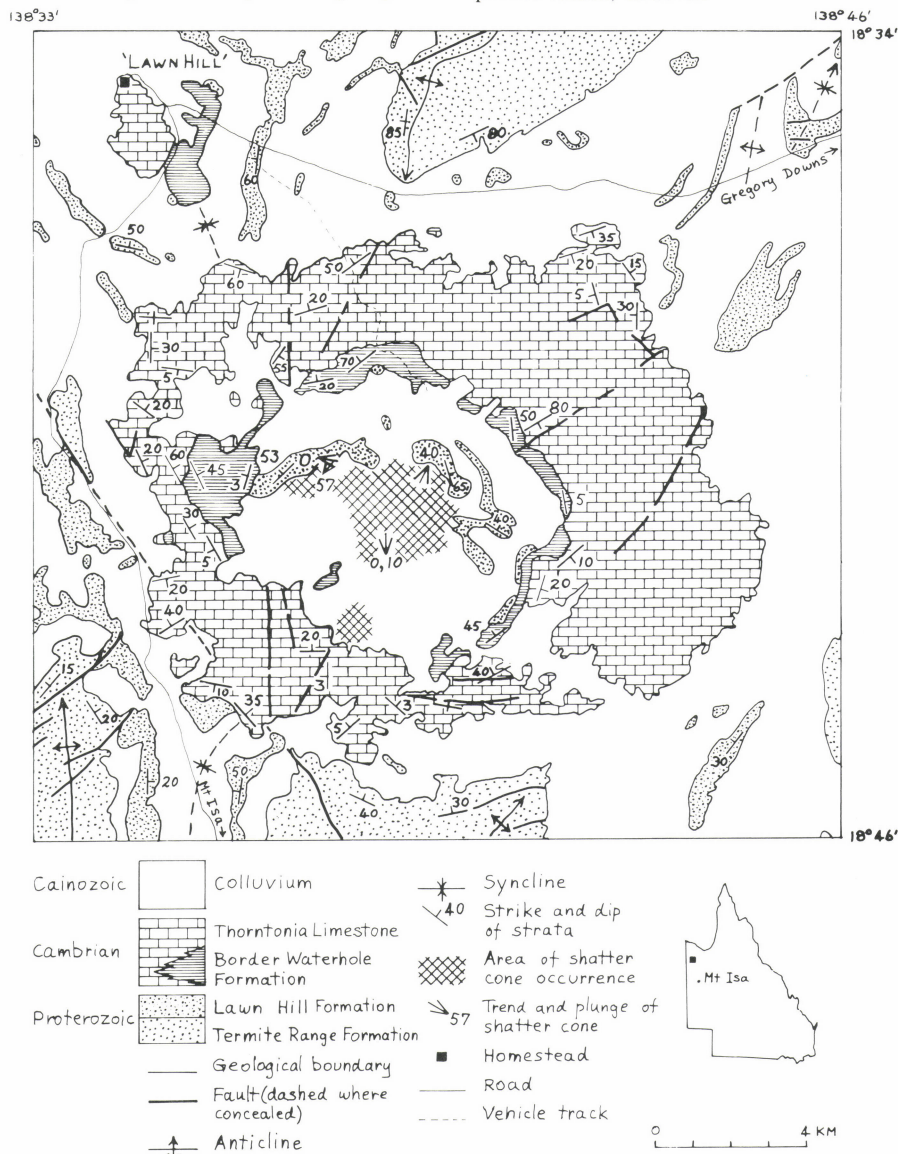 138°33'
138°46'
18°34'
'LAWN HILL'
85
80
60
Gregory Downs
50
35
50
20
15
60
20
5
30
30
55
70
20
5
20
50
80
20
60
53
40
45
0
3
57
65
5
30
40
5
0,10
10
20
20
40
20
45
15
40
10
35
3
3
20
5
20
50
30
Mt Isa
30
40
18°46'
Cainozoic
Colluvium
Syncline
40
Strike and dip
of strata
Cambrian
Thorntonia Limestone
Border Waterhole
Formation
Area of shatter
cone occurrence
Proterozoic
Lawn Hill Formation
Termite Range Formation
57
Trend and plunge of
shatter cone
Geological boundary
Homestead
Fault (dashed where
concealed)
Road
Vehicle track
Anticline
.Mt Isa
0
4 KM